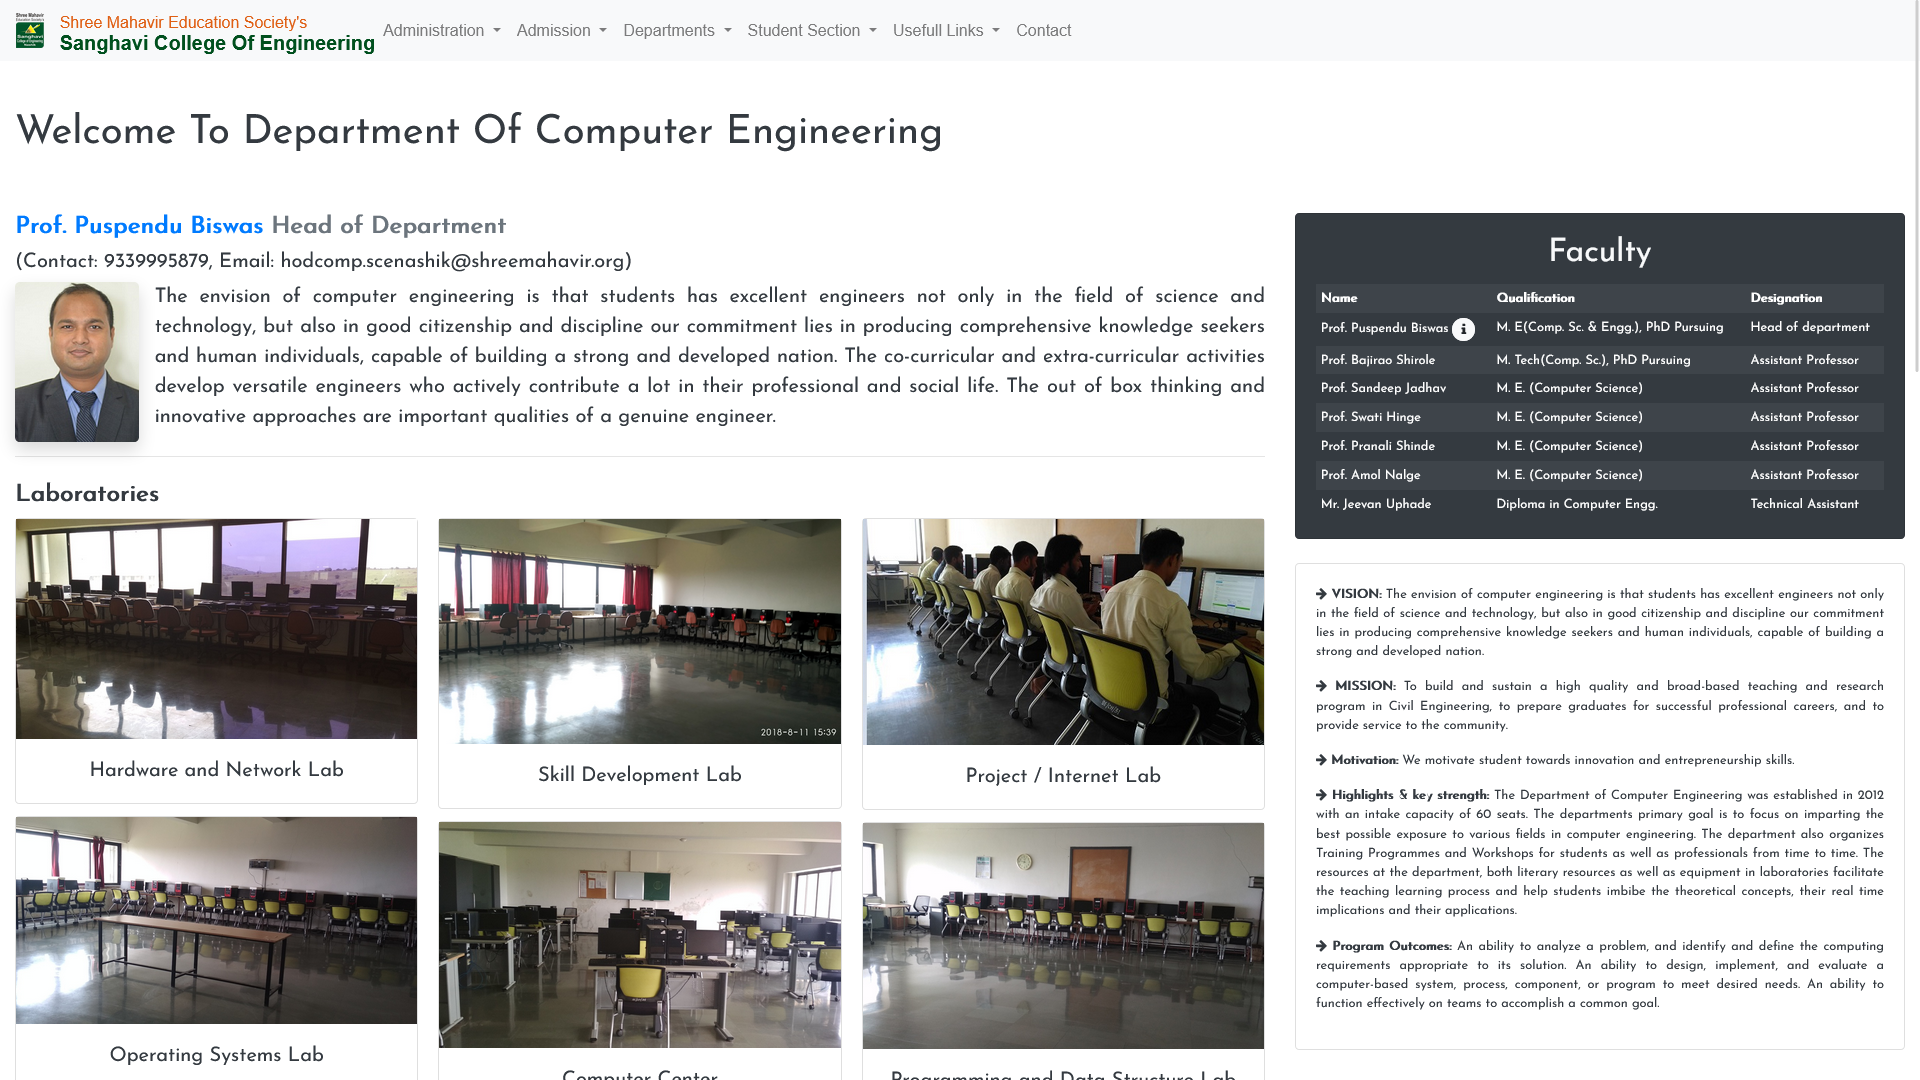 Shree Mahavir Education Society's
Sanghavi College Of Engineering
Administration
Admission
Departments
Student Section
Usefull Links
Contact
Welcome To Department Of Computer Engineering
Prof. Puspendu Biswas Head of Department
(Contact: 9339995879, Email: hodcomp.scenashik@shreemahavir.org)
The envision of computer engineering is that students has excellent engineers not only in the field of science and
technology, but also in good citizenship and discipline our commitment lies in producing comprehensive knowledge seekers
and human individuals, capable of building a strong and developed nation. The co-curricular and extra-curricular activities
develop versatile engineers who actively contribute a lot in their professional and social life. The out of box thinking and
innovative approaches are important qualities of a genuine engineer.
Laboratories
2018-8-11 15:39
Hardware and Network Lab
Skill Development Lab
Project / Internet Lab
Operating Systems Lab
Computer Center
Programming and Data Structure Lab
Faculty
Name Qualification Designation
Prof. Puspendu Biswas M. E(Comp. Sc. & Engg.), PhD Pursuing Head of department
Prof. Bajirao Shirole M. Tech(Comp. Sc.), PhD Pursuing Assistant Professor
Prof. Sandeep Jadhav M. E. (Computer Science) Assistant Professor
Prof. Swati Hinge M. E. (Computer Science) Assistant Professor
Prof. Pranali Shinde M. E. (Computer Science) Assistant Professor
Prof. Amol Nalge M. E. (Computer Science) Assistant Professor
Mr. Jeevan Uphade Diploma in Computer Engg. Technical Assistant
VISION: The envision of computer engineering is that students has excellent engineers not only
in the field of science and technology, but also in good citizenship and discipline our commitment
lies in producing comprehensive knowledge seekers and human individuals, capable of building a
strong and developed nation.
MISSION: To build and sustain a high quality and broad-based teaching and research
program in Civil Engineering, to prepare graduates for successful professional careers, and to
provide service to the community.
Motivation: We motivate student towards innovation and entrepreneurship skills.
Highlights & key strength: The Department of Computer Engineering was established in 2012
with an intake capacity of 60 seats. The departments primary goal is to focus on imparting the
best possible exposure to various fields in computer engineering. The department also organizes
Training Programmes and Workshops for students as well as professionals from time to time. The
resources at the department, both literary resources as well as equipment in laboratories facilitate
the teaching learning process and help students imbibe the theoretical concepts, their real time
implications and their applications.
Program Outcomes: An ability to analyze a problem, and identify and define the computing
requirements appropriate to its solution. An ability to design, implement, and evaluate a
computer-based system, process, component, or program to meet desired needs. An ability to
function effectively on teams to accomplish a common goal.